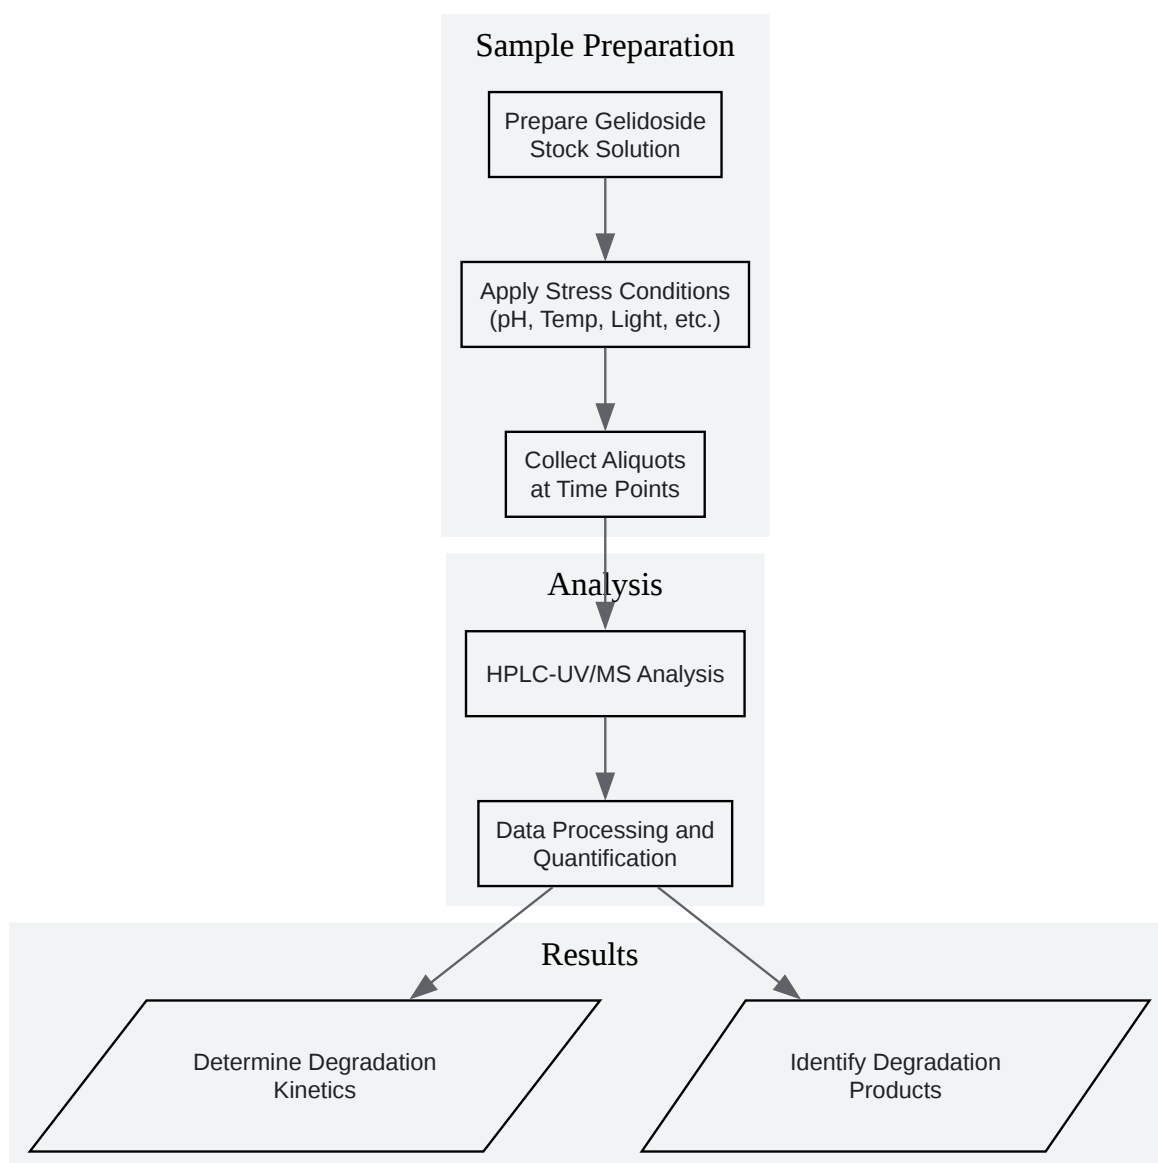 Sample Preparation
Prepare Gelidoside
Stock Solution
Apply Stress Conditions
(pH, Temp, Light, etc.)
Collect Aliquots
at Time Points
Analysis
HPLC-UV/MS Analysis
Data Processing and
Quantification
Results
Determine Degradation
Kinetics
Identify Degradation
Products